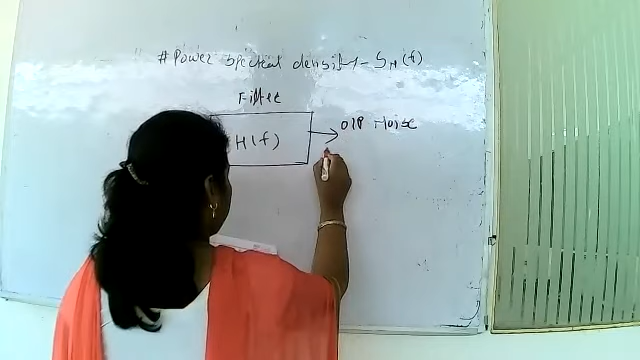 # Power spectral density - SN(f)
Filter
H(f)
O/P Noise